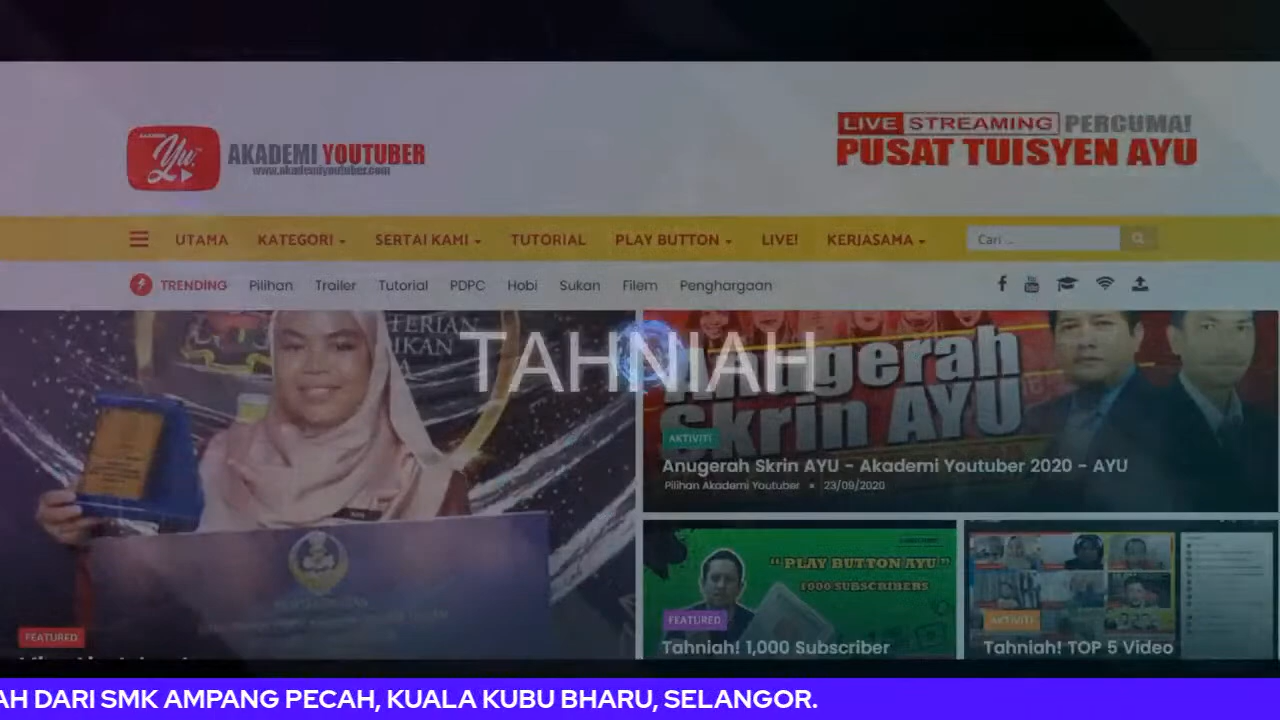 AKADEMI YOUTUBER
www.akademiyoutuber.com
LIVE STREAMING PERCUMA!
PUSAT TUISYEN AYU
UTAMA KATEGORI SERTAI KAMI TUTORIAL PLAY BUTTON LIVE! KERJASAMA Cari ...
TRENDING Pilihan Trailer Tutorial PDPC Hobi Sukan Filem Penghargaan
TAHNIAH
Anugerah
Skrin AYU
AKTIVITI
Anugerah Skrin AYU - Akademi Youtuber 2020 - AYU
Pilihan Akademi Youtuber 23/09/2020
"PLAY BUTTON AYU"
1000 SUBSCRIBERS
FEATURED
FEATURED
AKTIVITI
Tahniah! 1,000 Subscriber
Tahniah! TOP 5 Video
AH DARI SMK AMPANG PECAH, KUALA KUBU BHARU, SELANGOR.